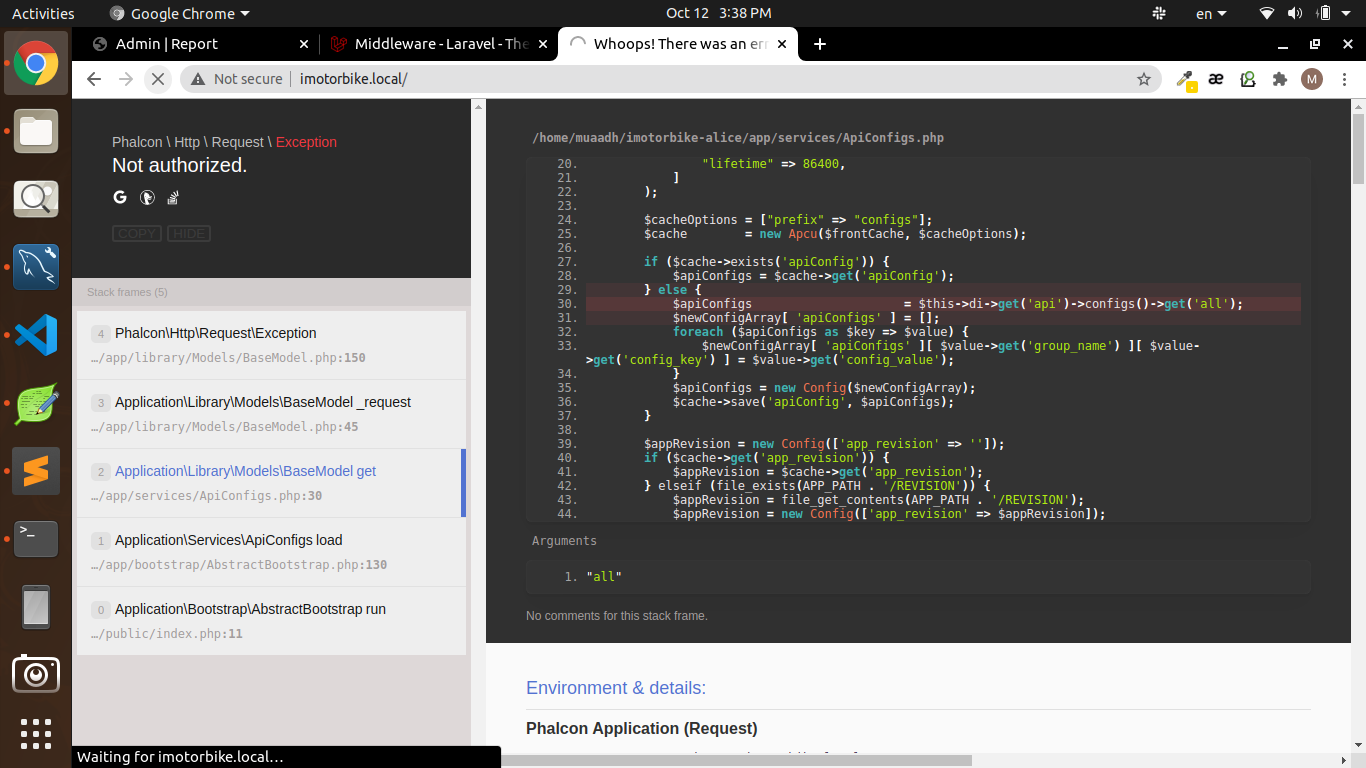 Activities
Google Chrome
Oct 12 3:38 PM
en
Admin | Report
Middleware - Laravel - The
Whoops! There was an err
Not secure
imotorbike.local/
M
Phalcon \ Http \ Request \ Exception
Not authorized.
COPY HIDE
Stack frames (5)
4 Phalcon\Http\Request\Exception
…/app/library/Models/BaseModel.php:150
3 Application\Library\Models\BaseModel _request
…/app/library/Models/BaseModel.php:45
2 Application\Library\Models\BaseModel get
…/app/services/ApiConfigs.php:30
1 Application\Services\ApiConfigs load
…/app/bootstrap/AbstractBootstrap.php:130
0 Application\Bootstrap\AbstractBootstrap run
…/public/index.php:11
Waiting for imotorbike.local…
/home/muaadh/imotorbike-alice/app/services/ApiConfigs.php
20. "lifetime" => 86400,
21. ]
22. );
23.
24. $cacheOptions = ["prefix" => "configs"];
25. $cache = new Apcu($frontCache, $cacheOptions);
26.
27. if ($cache->exists('apiConfig')) {
28. $apiConfigs = $cache->get('apiConfig');
29. } else {
30. $apiConfigs = $this->di->get('api')->configs()->get('all');
31. $newConfigArray[ 'apiConfigs' ] = [];
32. foreach ($apiConfigs as $key => $value) {
33. $newConfigArray[ 'apiConfigs' ][ $value->get('group_name') ][ $value-
>get('config_key') ] = $value->get('config_value');
34. }
35. $apiConfigs = new Config($newConfigArray);
36. $cache->save('apiConfig', $apiConfigs);
37. }
38.
39. $appRevision = new Config(['app_revision' => '']);
40. if ($cache->get('app_revision')) {
41. $appRevision = $cache->get('app_revision');
42. } elseif (file_exists(APP_PATH . '/REVISION')) {
43. $appRevision = file_get_contents(APP_PATH . '/REVISION');
44. $appRevision = new Config(['app_revision' => $appRevision]);
Arguments
1. "all"
No comments for this stack frame.
Environment & details:
Phalcon Application (Request)